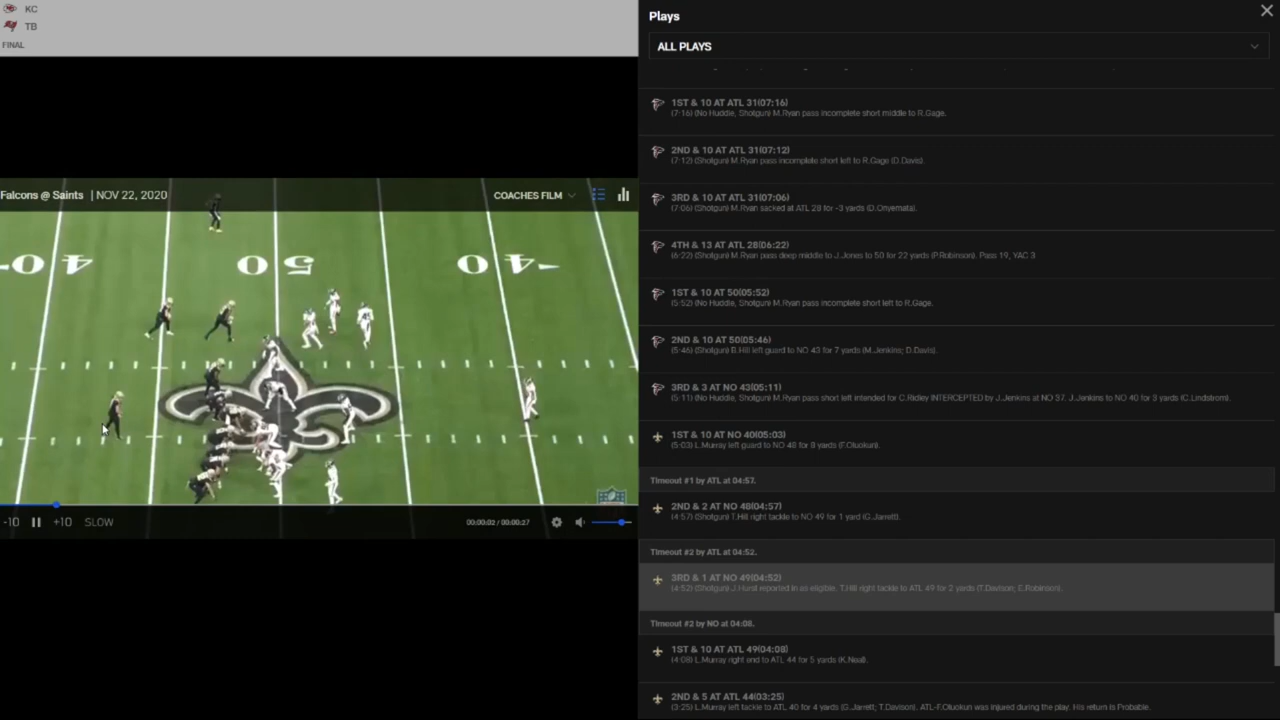 KC
TB
FINAL
Falcons @ Saints | NOV 22, 2020
COACHES FILM
-0 4
0 5
0 4-
-10
+10
SLOW
00:00:02 / 00:00:27
Plays
ALL PLAYS
1ST & 10 AT ATL 31(07:16)
(7:16) (No Huddle, Shotgun) M.Ryan pass incomplete short middle to R.Gage.
2ND & 10 AT ATL 31(07:12)
(7:12) (Shotgun) M.Ryan pass incomplete short left to R.Gage (D.Davis).
3RD & 10 AT ATL 31(07:06)
(7:06) (Shotgun) M.Ryan sacked at ATL 28 for -3 yards (D.Onyemata).
4TH & 13 AT ATL 28(06:22)
(6:22) (Shotgun) M.Ryan pass deep middle to J.Jones to 50 for 22 yards (P.Robinson). Pass 19, YAC 3
1ST & 10 AT 50(05:52)
(5:52) (No Huddle, Shotgun) M.Ryan pass incomplete short left to R.Gage.
2ND & 10 AT 50(05:46)
(5:46) (Shotgun) B.Hill left guard to NO 43 for 7 yards (M.Jenkins; D.Davis).
3RD & 3 AT NO 43(05:11)
(5:11) (No Huddle, Shotgun) M.Ryan pass short left intended for C.Ridley INTERCEPTED by J.Jenkins at NO 37. J.Jenkins to NO 40 for 3 yards (C.Lindstrom).
1ST & 10 AT NO 40(05:03)
(5:03) L.Murray left guard to NO 48 for 8 yards (F.Oluokun).
Timeout #1 by ATL at 04:57.
2ND & 2 AT NO 48(04:57)
(4:57) (Shotgun) T.Hill right tackle to NO 49 for 1 yard (G.Jarrett).
Timeout #2 by ATL at 04:52.
3RD & 1 AT NO 49(04:52)
(4:52) (Shotgun) J.Hurst reported in as eligible. T.Hill right tackle to ATL 49 for 2 yards (T.Davison; E.Robinson).
Timeout #2 by NO at 04:08.
1ST & 10 AT ATL 49(04:08)
(4:08) L.Murray right end to ATL 44 for 5 yards (K.Neal).
2ND & 5 AT ATL 44(03:25)
(3:25) L.Murray left tackle to ATL 40 for 4 yards (G.Jarrett; T.Davison). ATL-F.Oluokun was injured during the play. His return is Probable.